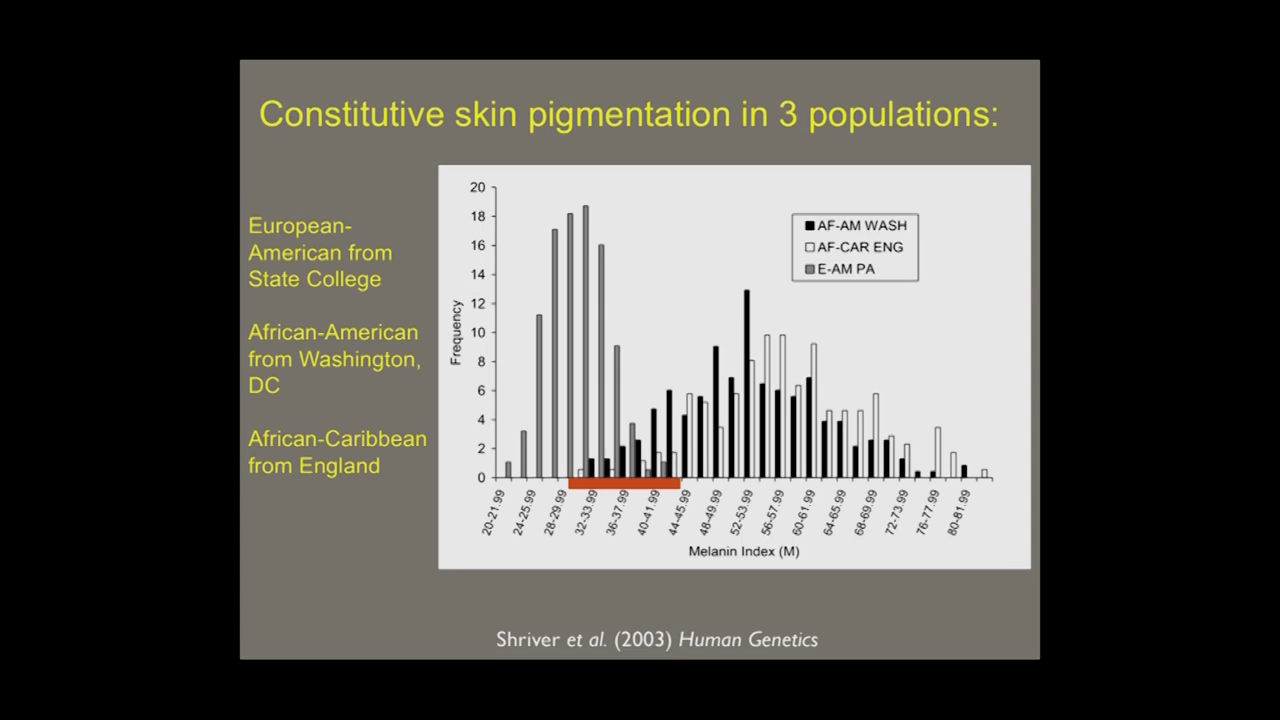 Constitutive skin pigmentation in 3 populations:
European-
American from
State College
African-American
from Washington,
DC
African-Caribbean
from England
20
18
16
14
12
10
8
6
4
2
0
Frequency
AF-AM WASH
AF-CAR ENG
E-AM PA
20-21.99
24-25.99
28-29.99
32-33.99
36-37.99
40-41.99
44-45.99
48-49.99
52-53.99
56-57.99
60-61.99
64-65.99
68-69.99
72-73.99
76-77.99
80-81.99
Melanin Index (M)
Shriver et al. (2003) Human Genetics